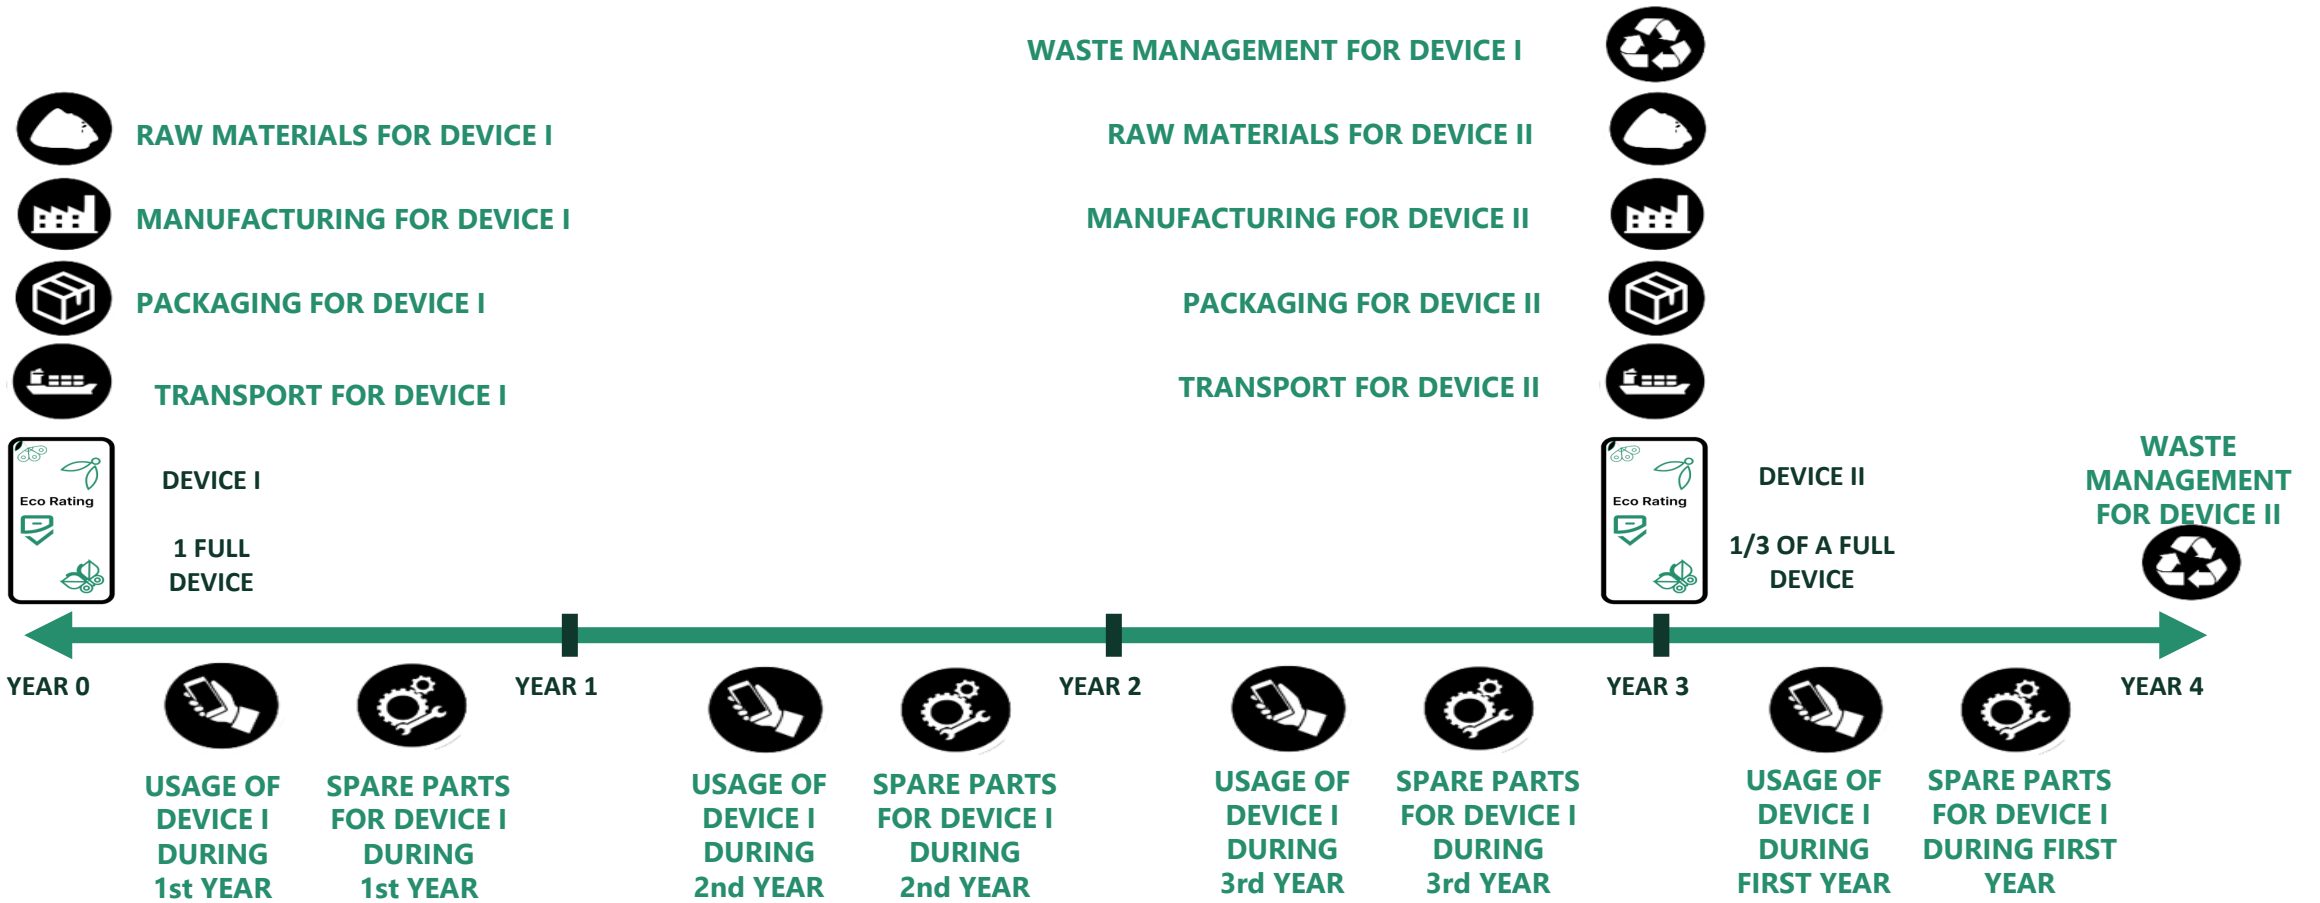 WASTE MANAGEMENT FOR DEVICE I
RAW MATERIALS FOR DEVICE I
RAW MATERIALS FOR DEVICE II
MANUFACTURING FOR DEVICE I
MANUFACTURING FOR DEVICE II
PACKAGING FOR DEVICE I
PACKAGING FOR DEVICE II
TRANSPORT FOR DEVICE I
TRANSPORT FOR DEVICE II
Eco Rating
DEVICE I
1 FULL
DEVICE
Eco Rating
DEVICE II
1/3 OF A FULL
DEVICE
WASTE
MANAGEMENT
FOR DEVICE II
YEAR 0
YEAR 1
YEAR 2
YEAR 3
YEAR 4
USAGE OF
DEVICE I
DURING
1st YEAR
SPARE PARTS
FOR DEVICE I
DURING
1st YEAR
USAGE OF
DEVICE I
DURING
2nd YEAR
SPARE PARTS
FOR DEVICE I
DURING
2nd YEAR
USAGE OF
DEVICE I
DURING
3rd YEAR
SPARE PARTS
FOR DEVICE I
DURING
3rd YEAR
USAGE OF
DEVICE I
DURING
FIRST YEAR
SPARE PARTS
FOR DEVICE I
DURING FIRST
YEAR